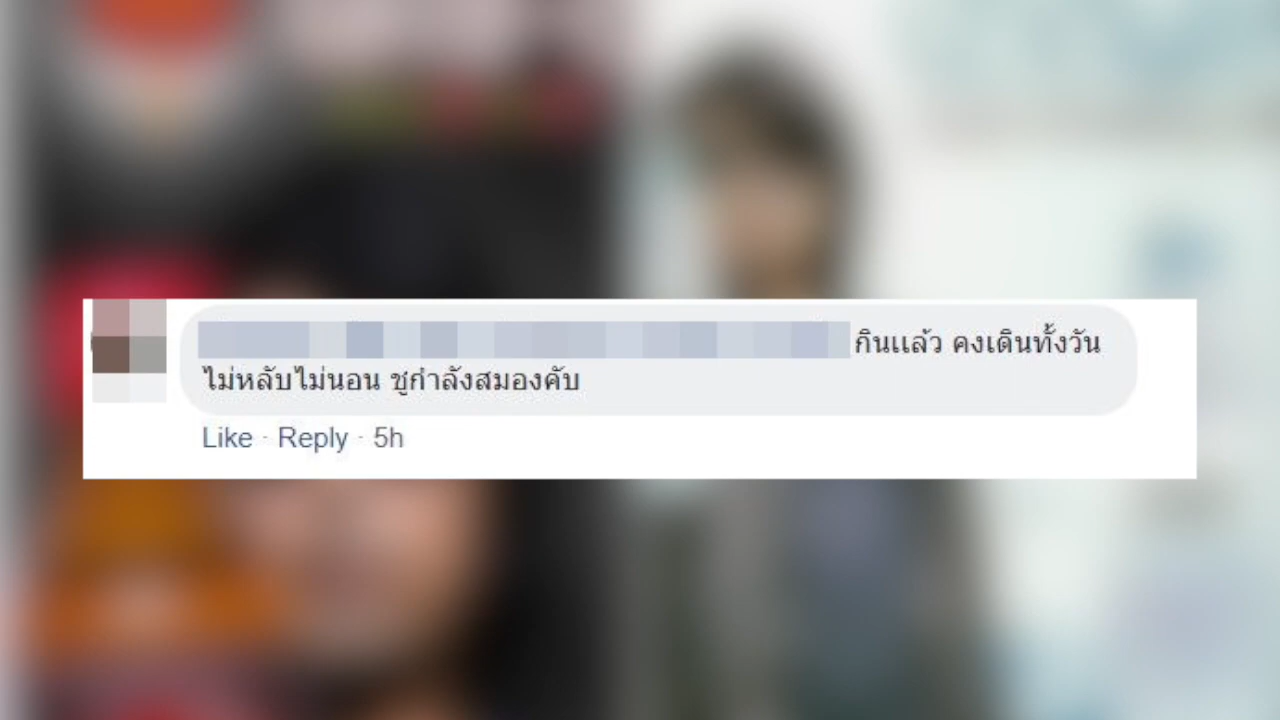 กินแล้ว คงเดินทั้งวัน
ไม่หลับไม่นอน ชูกำลังสมองคับ
Like · Reply · 5h